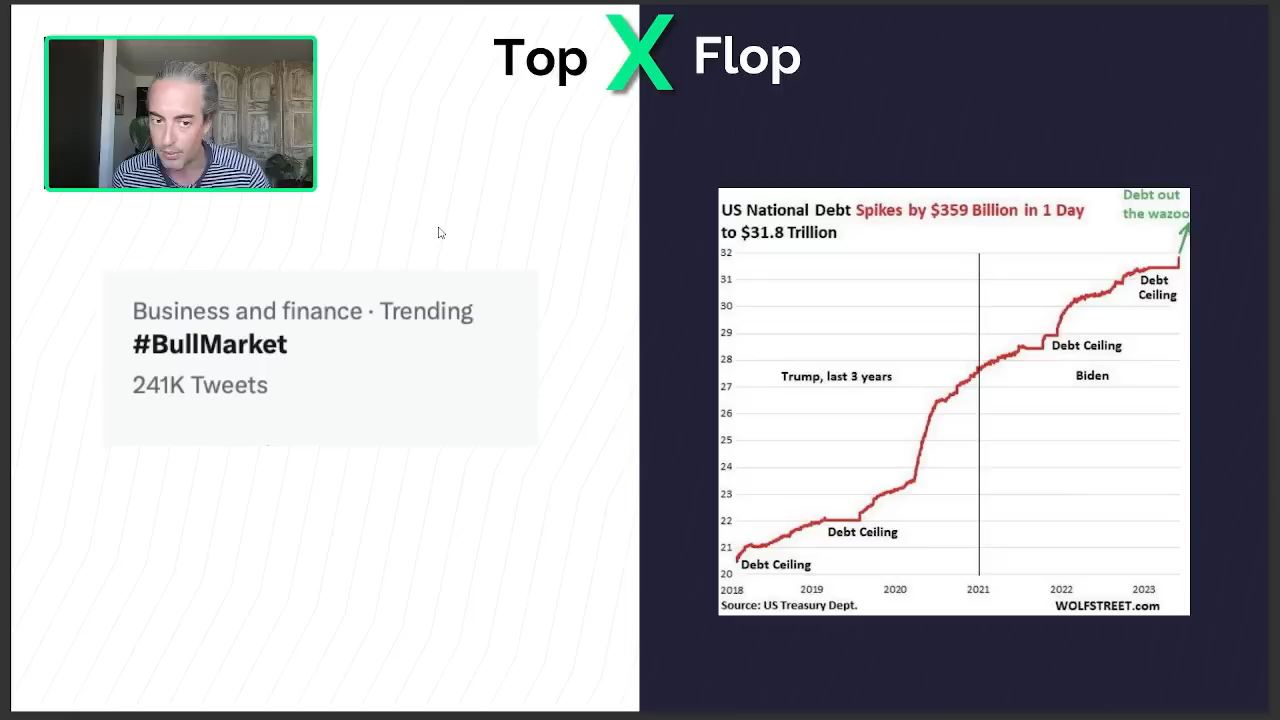 Top X Flop
Business and finance · Trending
#BullMarket
241K Tweets
Debt out
the wazoo
US National Debt Spikes by $359 Billion in 1 Day
to $31.8 Trillion
32
31
30
29
28
27
26
25
24
23
22
21
20
Debt
Ceiling
Debt Ceiling
Trump, last 3 years
Biden
Debt Ceiling
Debt Ceiling
2018 2019 2020 2021 2022 2023
Source: US Treasury Dept.
WOLFSTREET.com